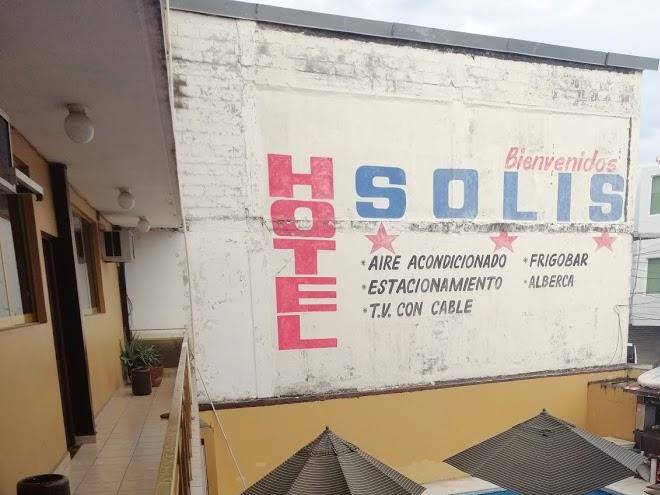 Bienvenidos
HOTEL
SOLIS
*AIRE ACONDICIONADO
*ESTACIONAMIENTO
*T.V. CON CABLE
*FRIGOBAR
*ALBERCA